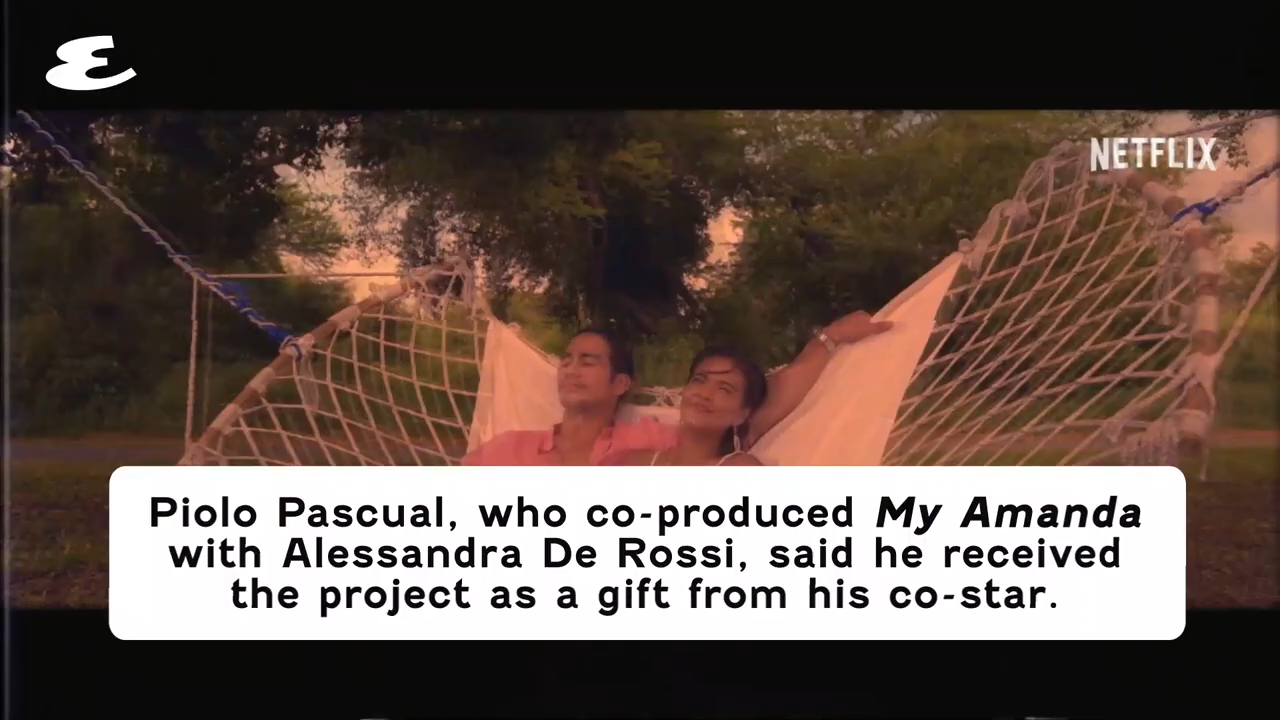 NETFLIX
Piolo Pascual, who co-produced My Amanda
with Alessandra De Rossi, said he received
the project as a gift from his co-star.